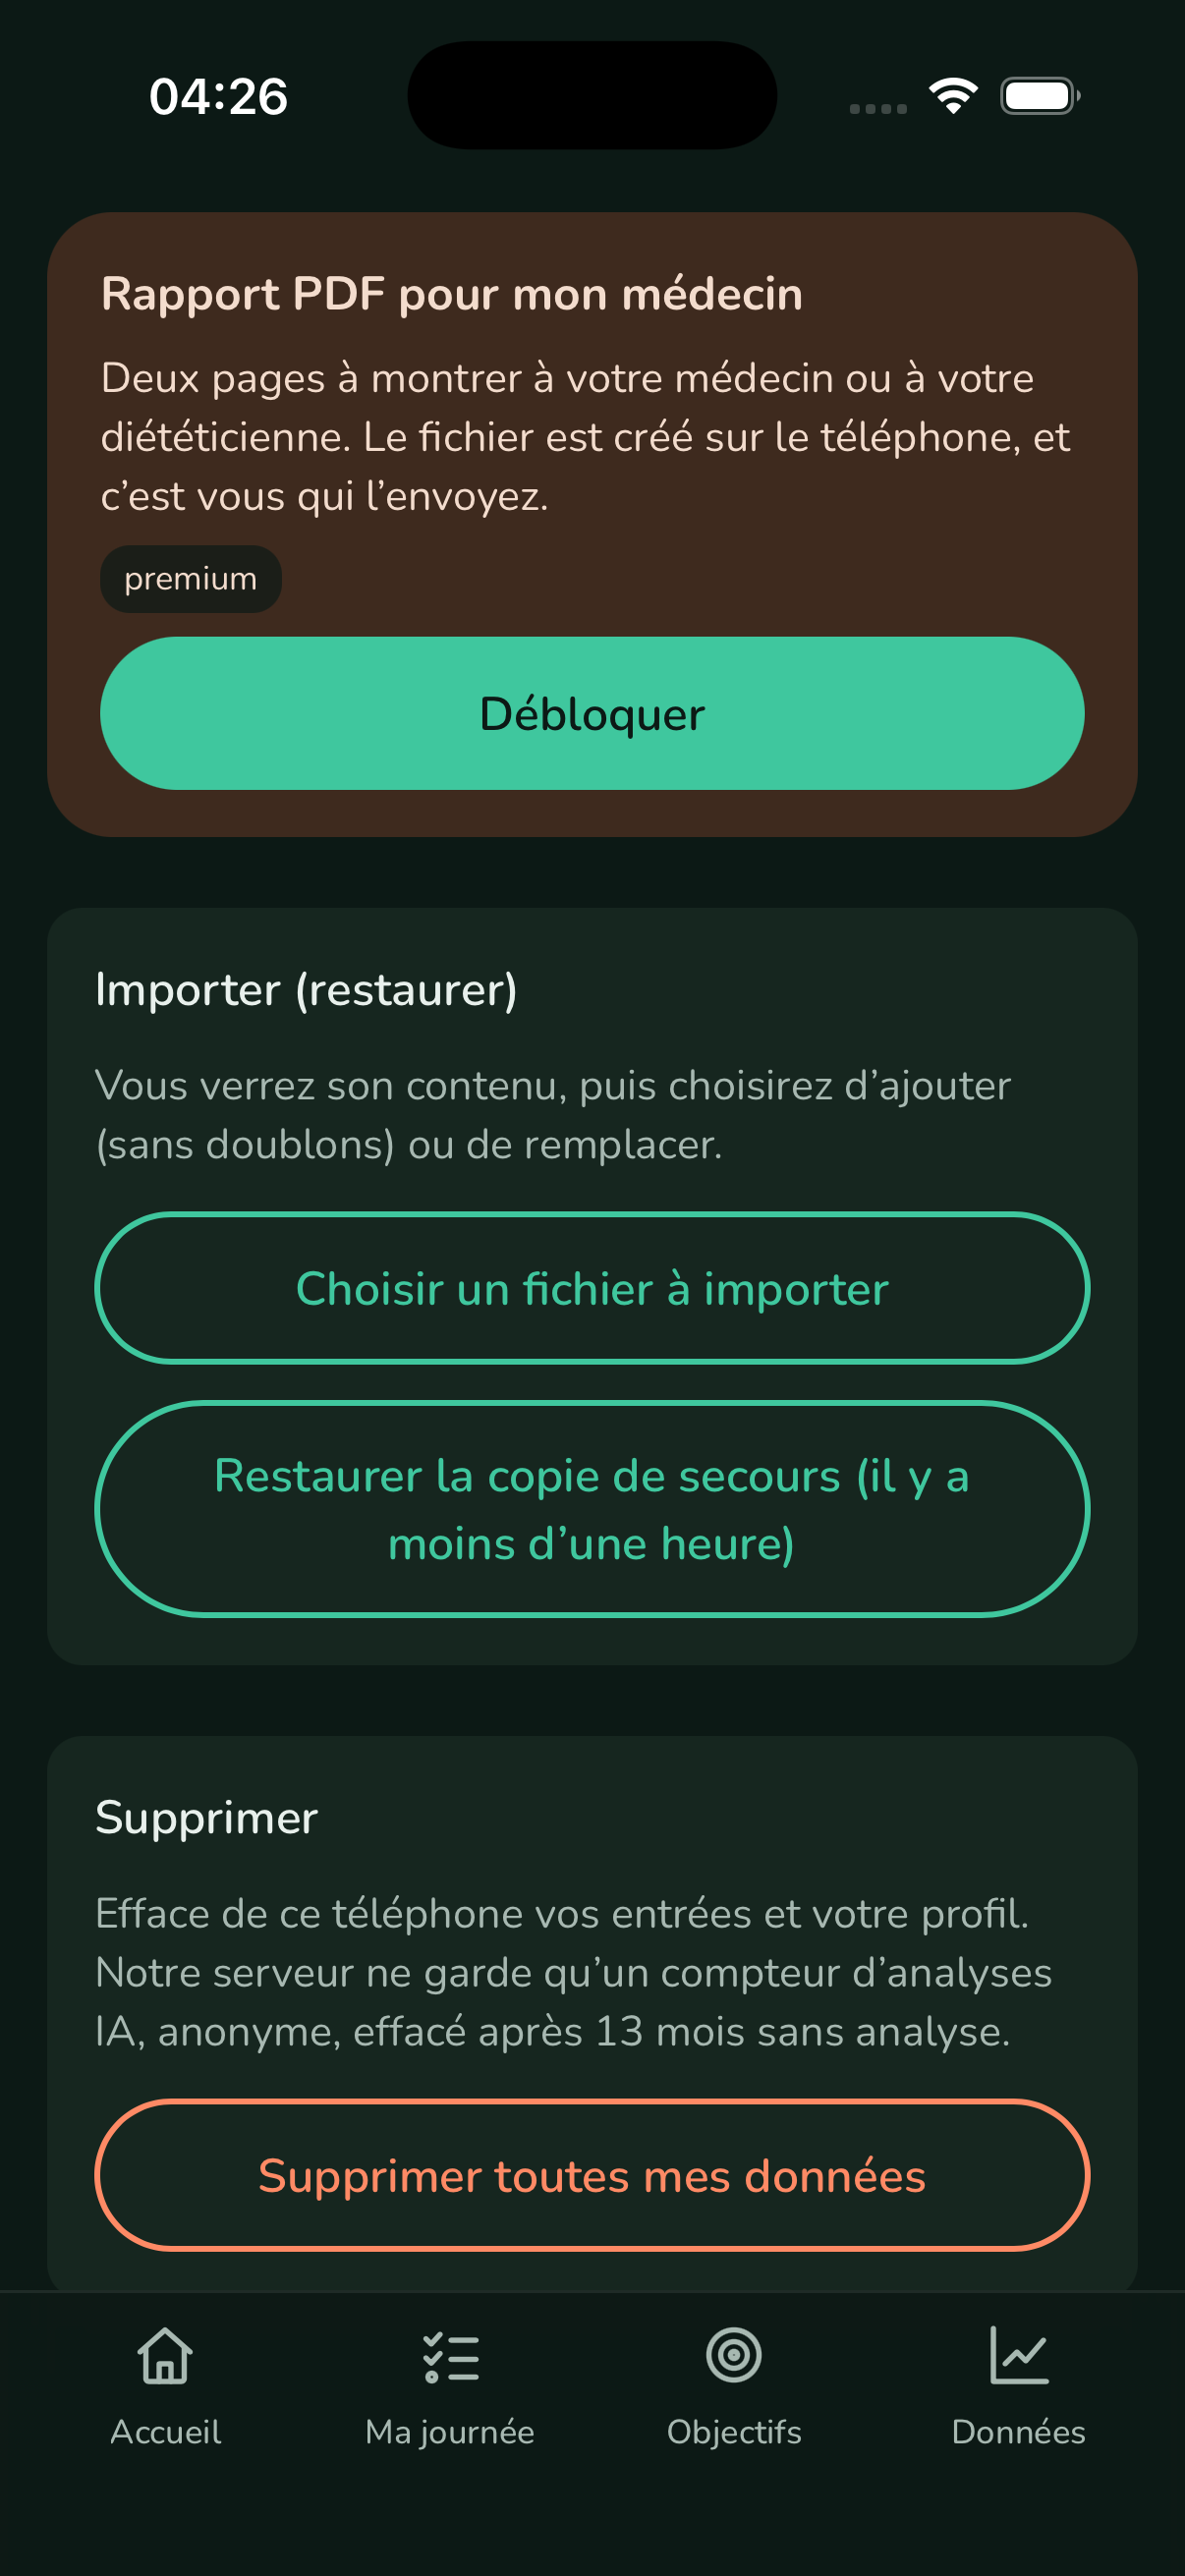 04:26
Rapport PDF pour mon médecin
Deux pages à montrer à votre médecin ou à votre
diététicienne. Le fichier est créé sur le téléphone, et
c’est vous qui l’envoyez.
premium
Débloquer
Importer (restaurer)
Vous verrez son contenu, puis choisirez d’ajouter
(sans doublons) ou de remplacer.
Choisir un fichier à importer
Restaurer la copie de secours (il y a
moins d’une heure)
Supprimer
Efface de ce téléphone vos entrées et votre profil.
Notre serveur ne garde qu’un compteur d’analyses
IA, anonyme, effacé après 13 mois sans analyse.
Supprimer toutes mes données
Accueil
Ma journée
Objectifs
Données